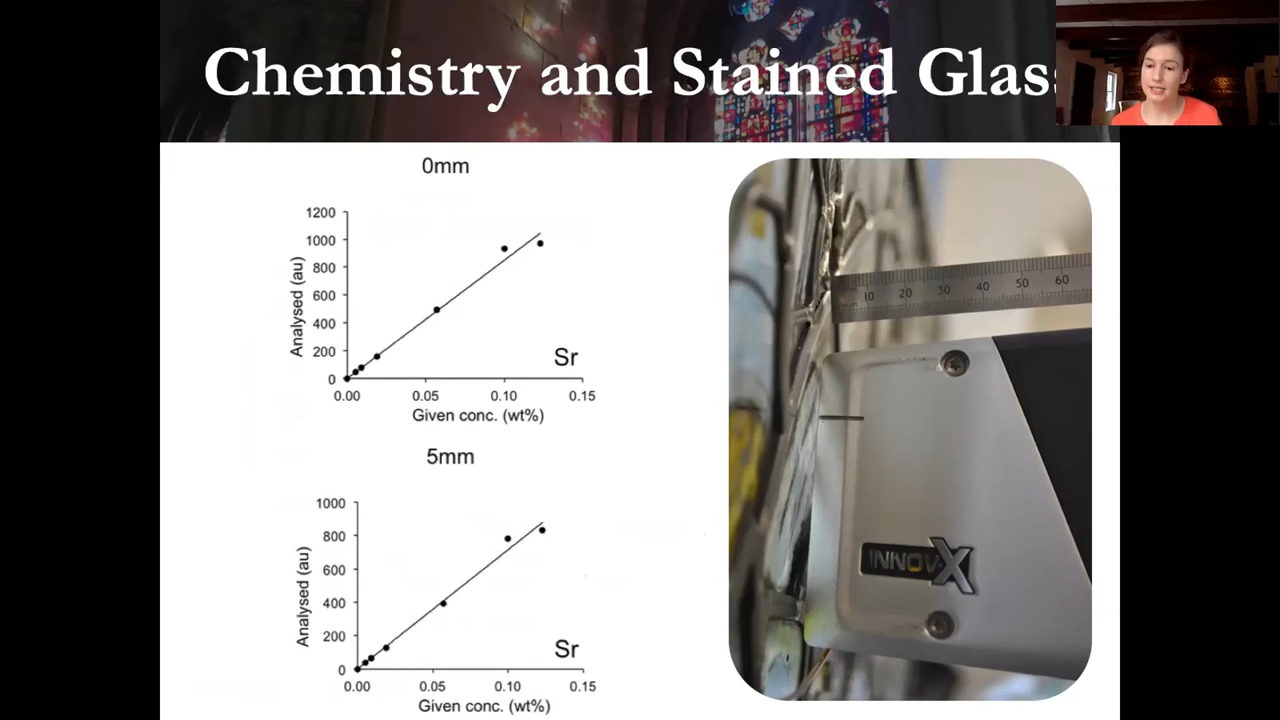 Chemistry and Stained Glas
0mm
1200
1000
800
600
400
200
0
Analysed (au)
Sr
0.00 0.05 0.10 0.15
Given conc. (wt%)
5mm
1000
800
600
400
200
0
Analysed (au)
Sr
0.00 0.05 0.10 0.15
Given conc. (wt%)
10 20 30 40 50 60
INNOVX